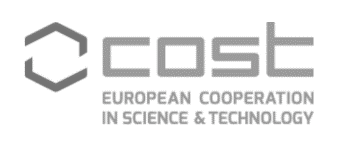 cost
EUROPEAN COOPERATION
IN SCIENCE & TECHNOLOGY